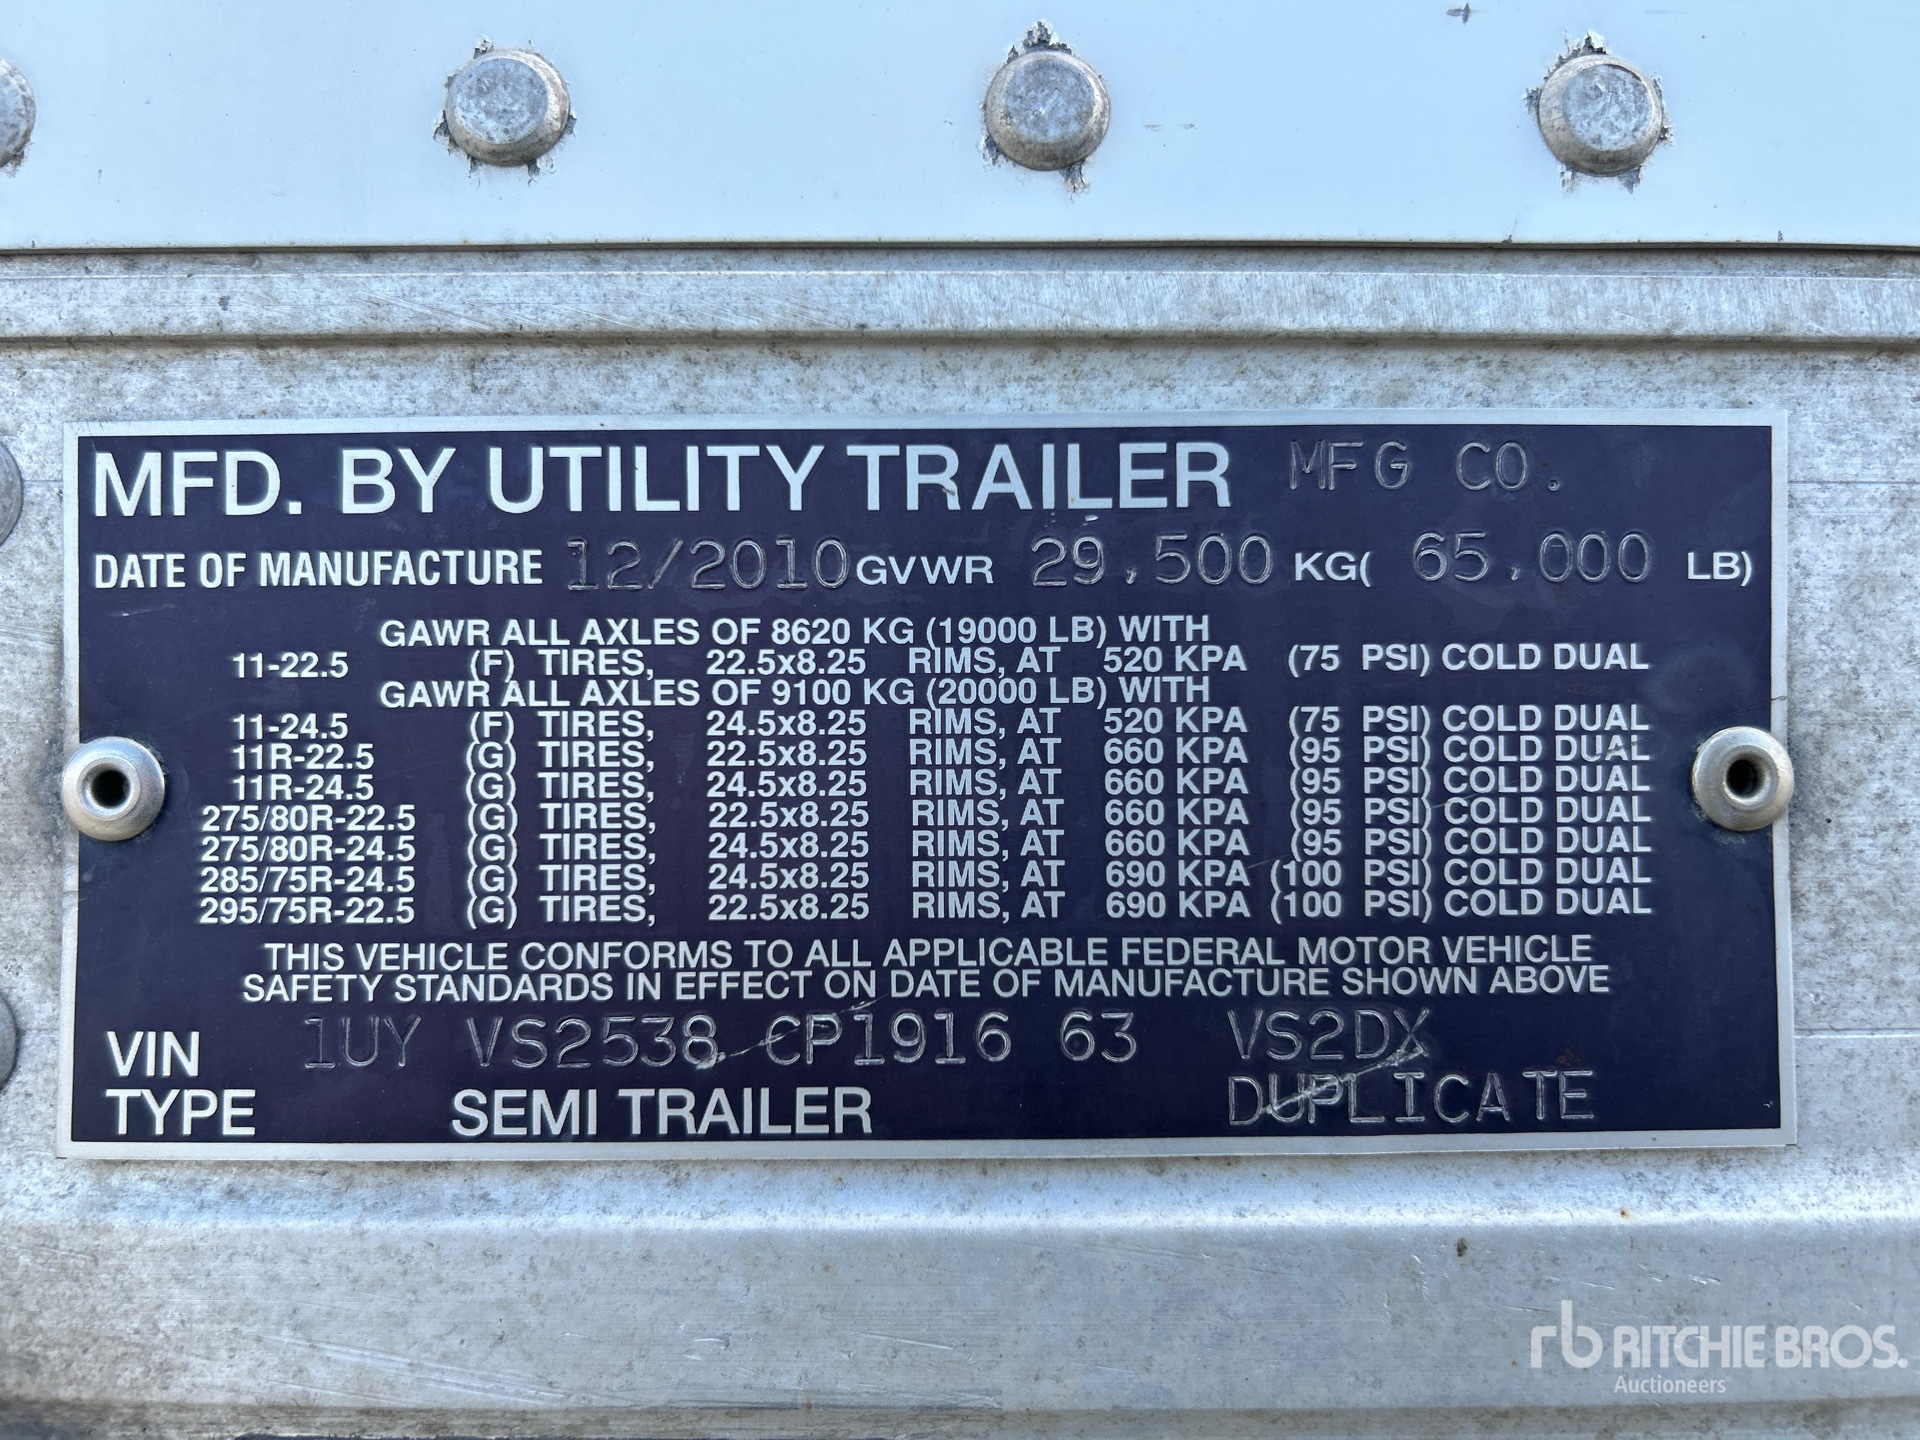 MFD. BY UTILITY TRAILER MFG CO.
DATE OF MANUFACTURE 12/2010 GVWR 29,500 KG( 65,000 LB)
GAWR ALL AXLES OF 8620 KG (19000 LB) WITH
11-22.5 (F) TIRES, 22.5x8.25 RIMS, AT 520 KPA (75 PSI) COLD DUAL
GAWR ALL AXLES OF 9100 KG (20000 LB) WITH
11-24.5 (F) TIRES, 24.5x8.25 RIMS, AT 520 KPA (75 PSI) COLD DUAL
11R-22.5 (G) TIRES, 22.5x8.25 RIMS, AT 660 KPA (95 PSI) COLD DUAL
11R-24.5 (G) TIRES, 24.5x8.25 RIMS, AT 660 KPA (95 PSI) COLD DUAL
275/80R-22.5 (G) TIRES, 22.5x8.25 RIMS, AT 660 KPA (95 PSI) COLD DUAL
275/80R-24.5 (G) TIRES, 24.5x8.25 RIMS, AT 660 KPA (95 PSI) COLD DUAL
285/75R-24.5 (G) TIRES, 24.5x8.25 RIMS, AT 690 KPA (100 PSI) COLD DUAL
295/75R-22.5 (G) TIRES, 22.5x8.25 RIMS, AT 690 KPA (100 PSI) COLD DUAL
THIS VEHICLE CONFORMS TO ALL APPLICABLE FEDERAL MOTOR VEHICLE
SAFETY STANDARDS IN EFFECT ON DATE OF MANUFACTURE SHOWN ABOVE
VIN 1UY VS2538 CP1916 63 VS2DX
TYPE SEMI TRAILER DUPLICATE
rb RITCHIE BROS.
Auctioneers